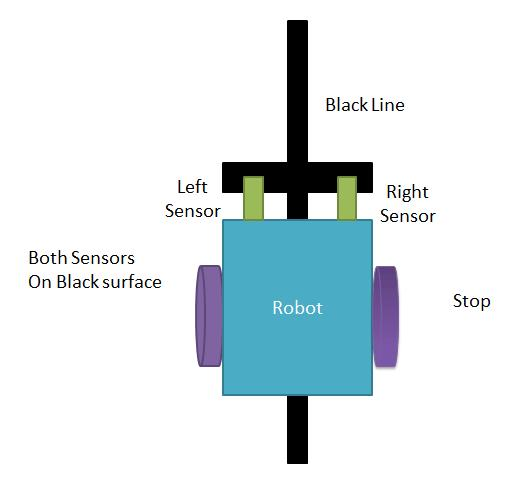 Black Line
Left
Sensor
Right
Sensor
Both Sensors
On Black surface
Robot
Stop